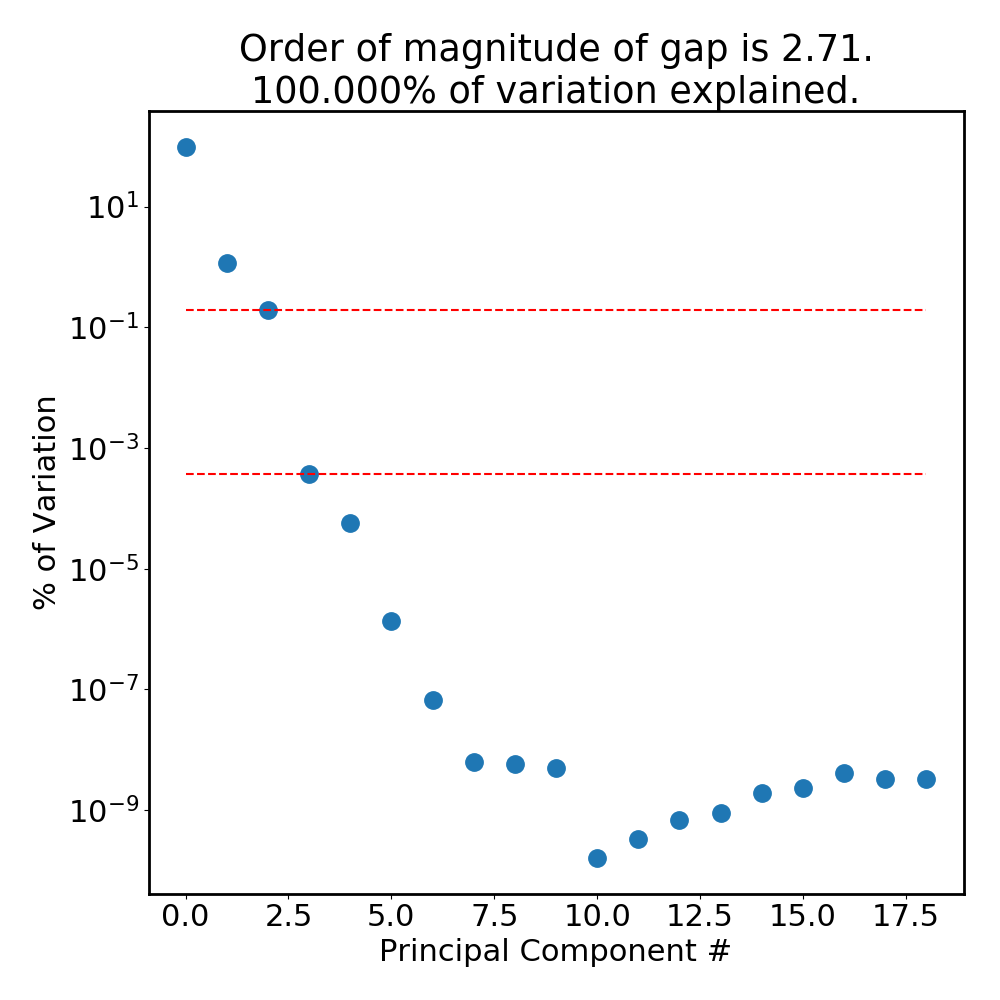 Order of magnitude of gap is 2.71.
100.000% of variation explained.
% of Variation
10^1
10^−1
10^−3
10^−5
10^−7
10^−9
0.0 2.5 5.0 7.5 10.0 12.5 15.0 17.5
Principal Component #